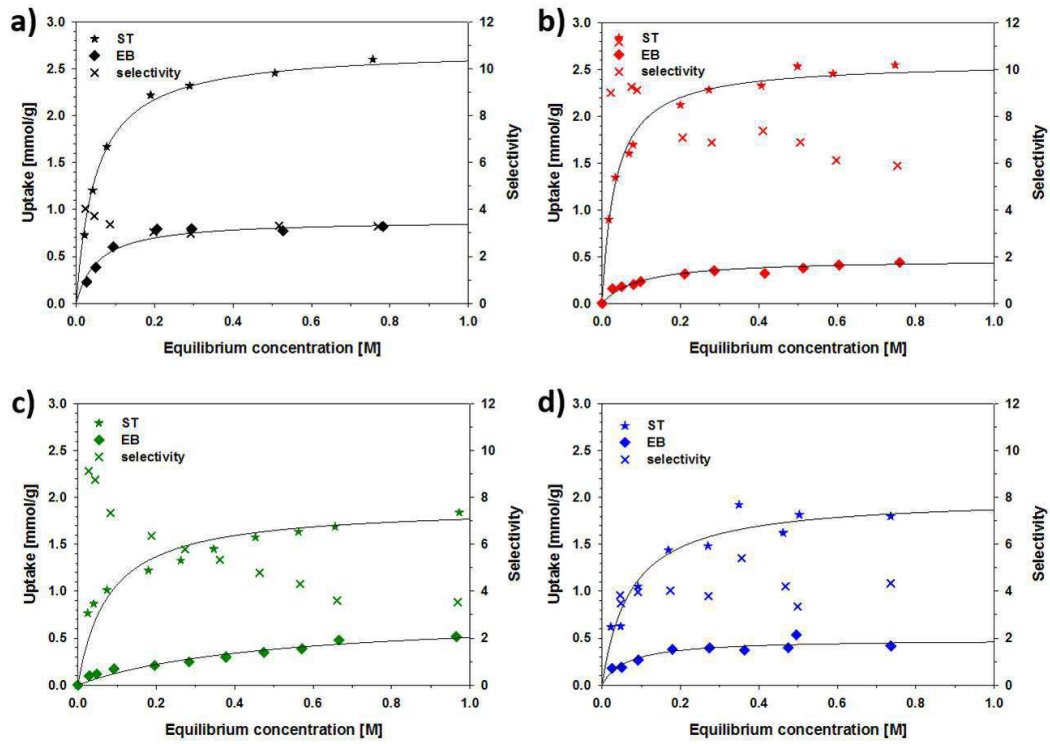 a)
3.0
2.5
2.0
1.5
1.0
0.5
0.0
Uptake [mmol/g]
ST
EB
selectivity
12
10
8
6
4
2
0
Selectivity
0.0 0.2 0.4 0.6 0.8 1.0
Equilibrium concentration [M]
b)
3.0
2.5
2.0
1.5
1.0
0.5
0.0
Uptake [mmol/g]
ST
EB
selectivity
12
10
8
6
4
2
0
Selectivity
0.0 0.2 0.4 0.6 0.8 1.0
Equilibrium concentration [M]
c)
3.0
2.5
2.0
1.5
1.0
0.5
0.0
Uptake [mmol/g]
ST
EB
selectivity
12
10
8
6
4
2
0
Selectivity
0.0 0.2 0.4 0.6 0.8 1.0
Equilibrium concentration [M]
d)
3.0
2.5
2.0
1.5
1.0
0.5
0.0
Uptake [mmol/g]
ST
EB
selectivity
12
10
8
6
4
2
0
Selectivity
0.0 0.2 0.4 0.6 0.8 1.0
Equilibrium concentration [M]